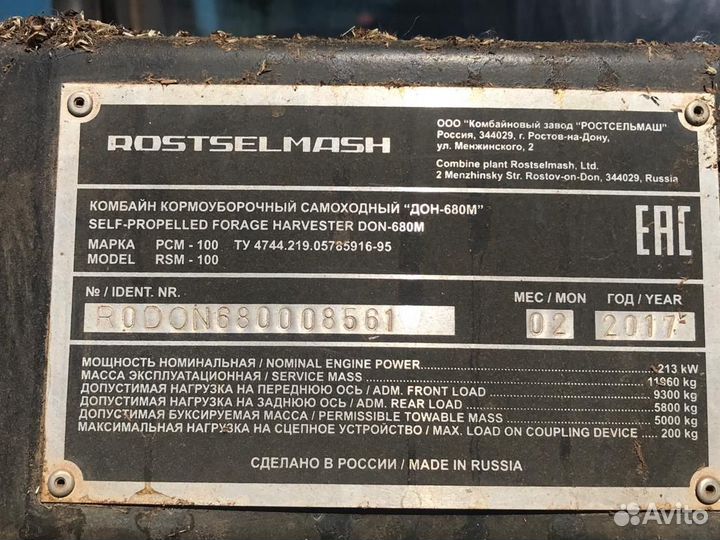 ROSTSELMASH
ООО "Комбайновый завод "РОСТСЕЛЬМАШ"
Россия, 344029, г. Ростов-на-Дону,
ул. Менжинского, 2
Combine plant Rostselmash, Ltd.
2 Menzhinsky Str. Rostov-on-Don, 344029, Russia
КОМБАЙН КОРМОУБОРОЧНЫЙ САМОХОДНЫЙ "ДОН-680М"
SELF-PROPELLED FORAGE HARVESTER DON-680M
МАРКА РСМ - 100 ТУ 4744.219.05785916-95
MODEL RSM - 100
EAC
№ / IDENT. NR. МЕС / MON ГОД / YEAR
R0DON680008561 02 2017
МОЩНОСТЬ НОМИНАЛЬНАЯ / NOMINAL ENGINE POWER 213 kW
МАССА ЭКСПЛУАТАЦИОННАЯ / SERVICE MASS 11960 kg
ДОПУСТИМАЯ НАГРУЗКА НА ПЕРЕДНЮЮ ОСЬ / ADM. FRONT LOAD 9300 kg
ДОПУСТИМАЯ НАГРУЗКА НА ЗАДНЮЮ ОСЬ / ADM. REAR LOAD 5800 kg
ДОПУСТИМАЯ БУКСИРУЕМАЯ МАССА / PERMISSIBLE TOWABLE MASS 5000 kg
МАКСИМАЛЬНАЯ НАГРУЗКА НА СЦЕПНОЕ УСТРОЙСТВО / MAX. LOAD ON COUPLING DEVICE 200 kg
СДЕЛАНО В РОССИИ / MADE IN RUSSIA
Avito